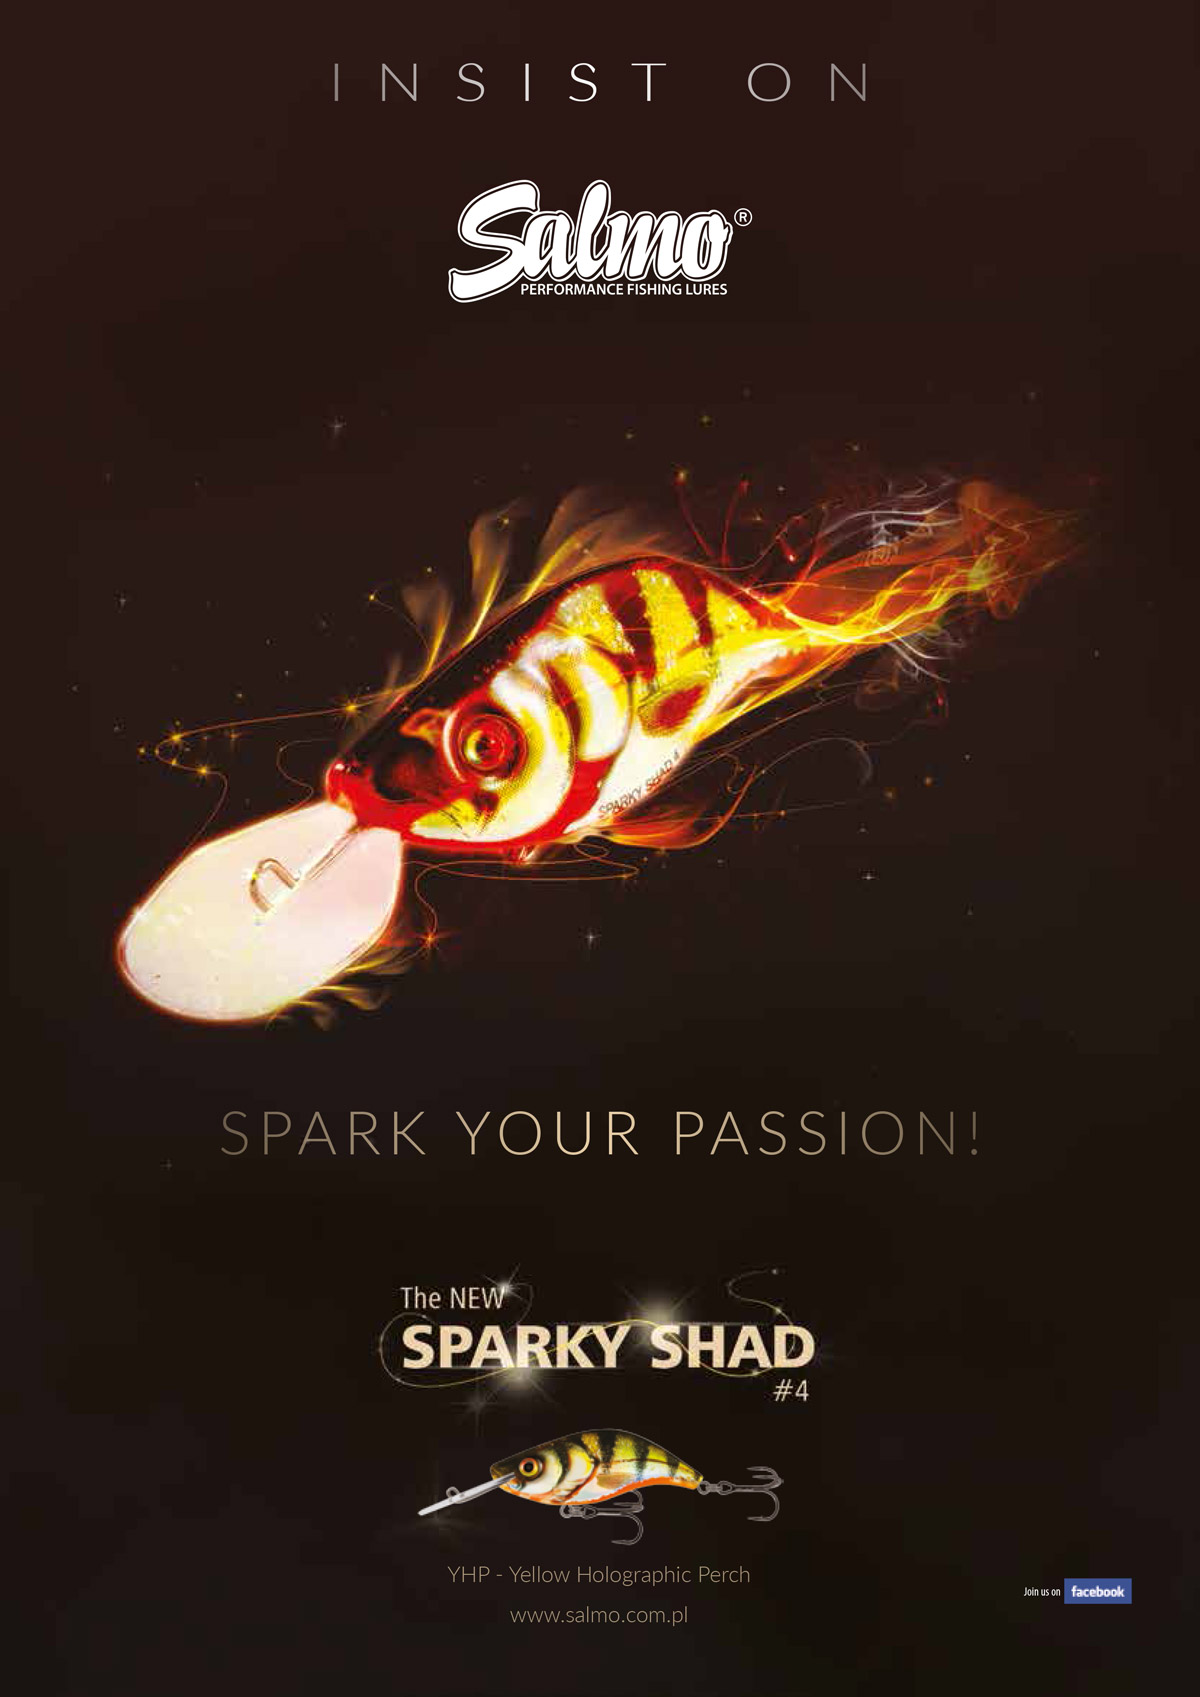 INSIST ON
Salmo®
PERFORMANCE FISHING LURES
SPARKY SHAD 4
SPARK YOUR PASSION!
The NEW
SPARKY SHAD
#4
YHP - Yellow Holographic Perch
Join us on facebook
www.salmo.com.pl